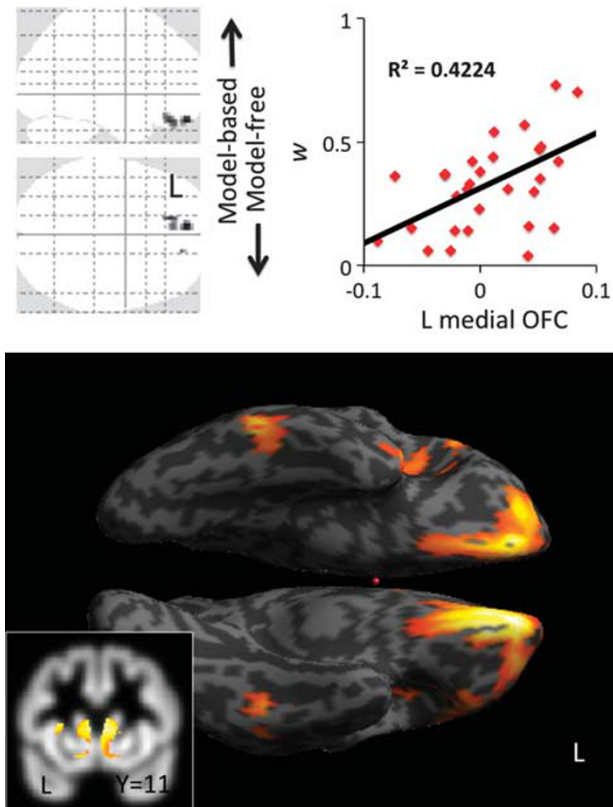 L
Model-based
Model-free
1
R² = 0.4224
w
0.5
0
-0.1
0
0.1
L medial OFC
L
Y=11
L